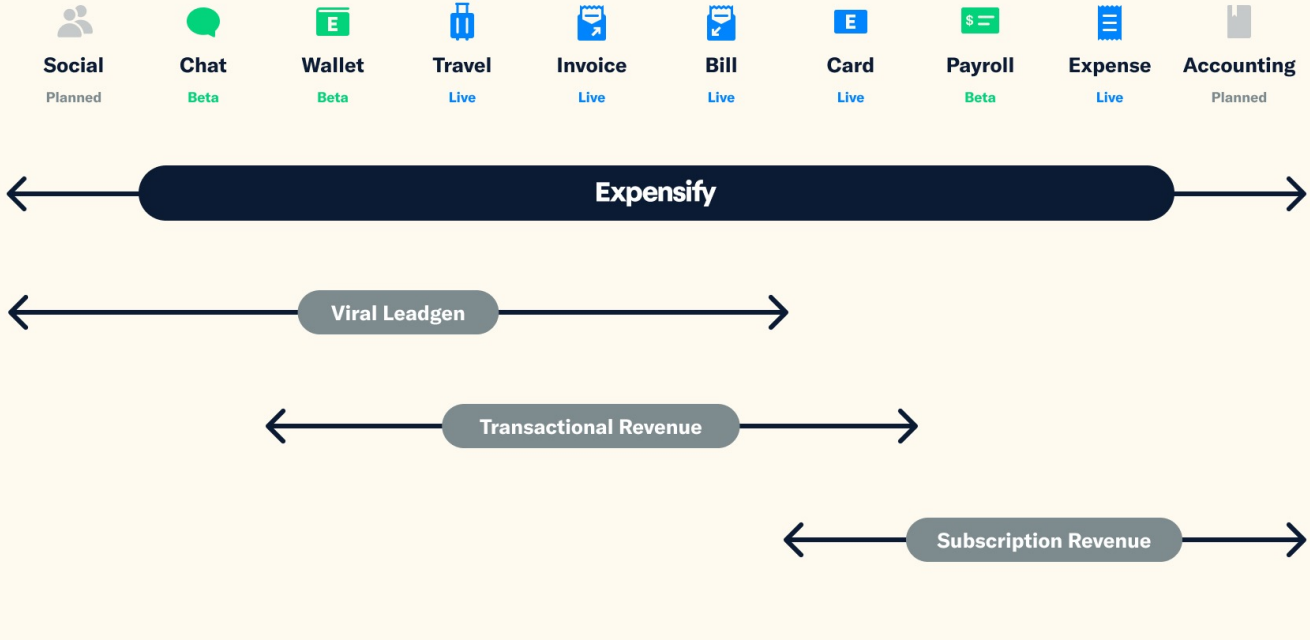 E
E
$
Social Chat Wallet Travel Invoice Bill Card Payroll Expense Accounting
Planned Beta Beta Live Live Live Live Beta Live Planned
Expensify
Viral Leadgen
Transactional Revenue
Subscription Revenue